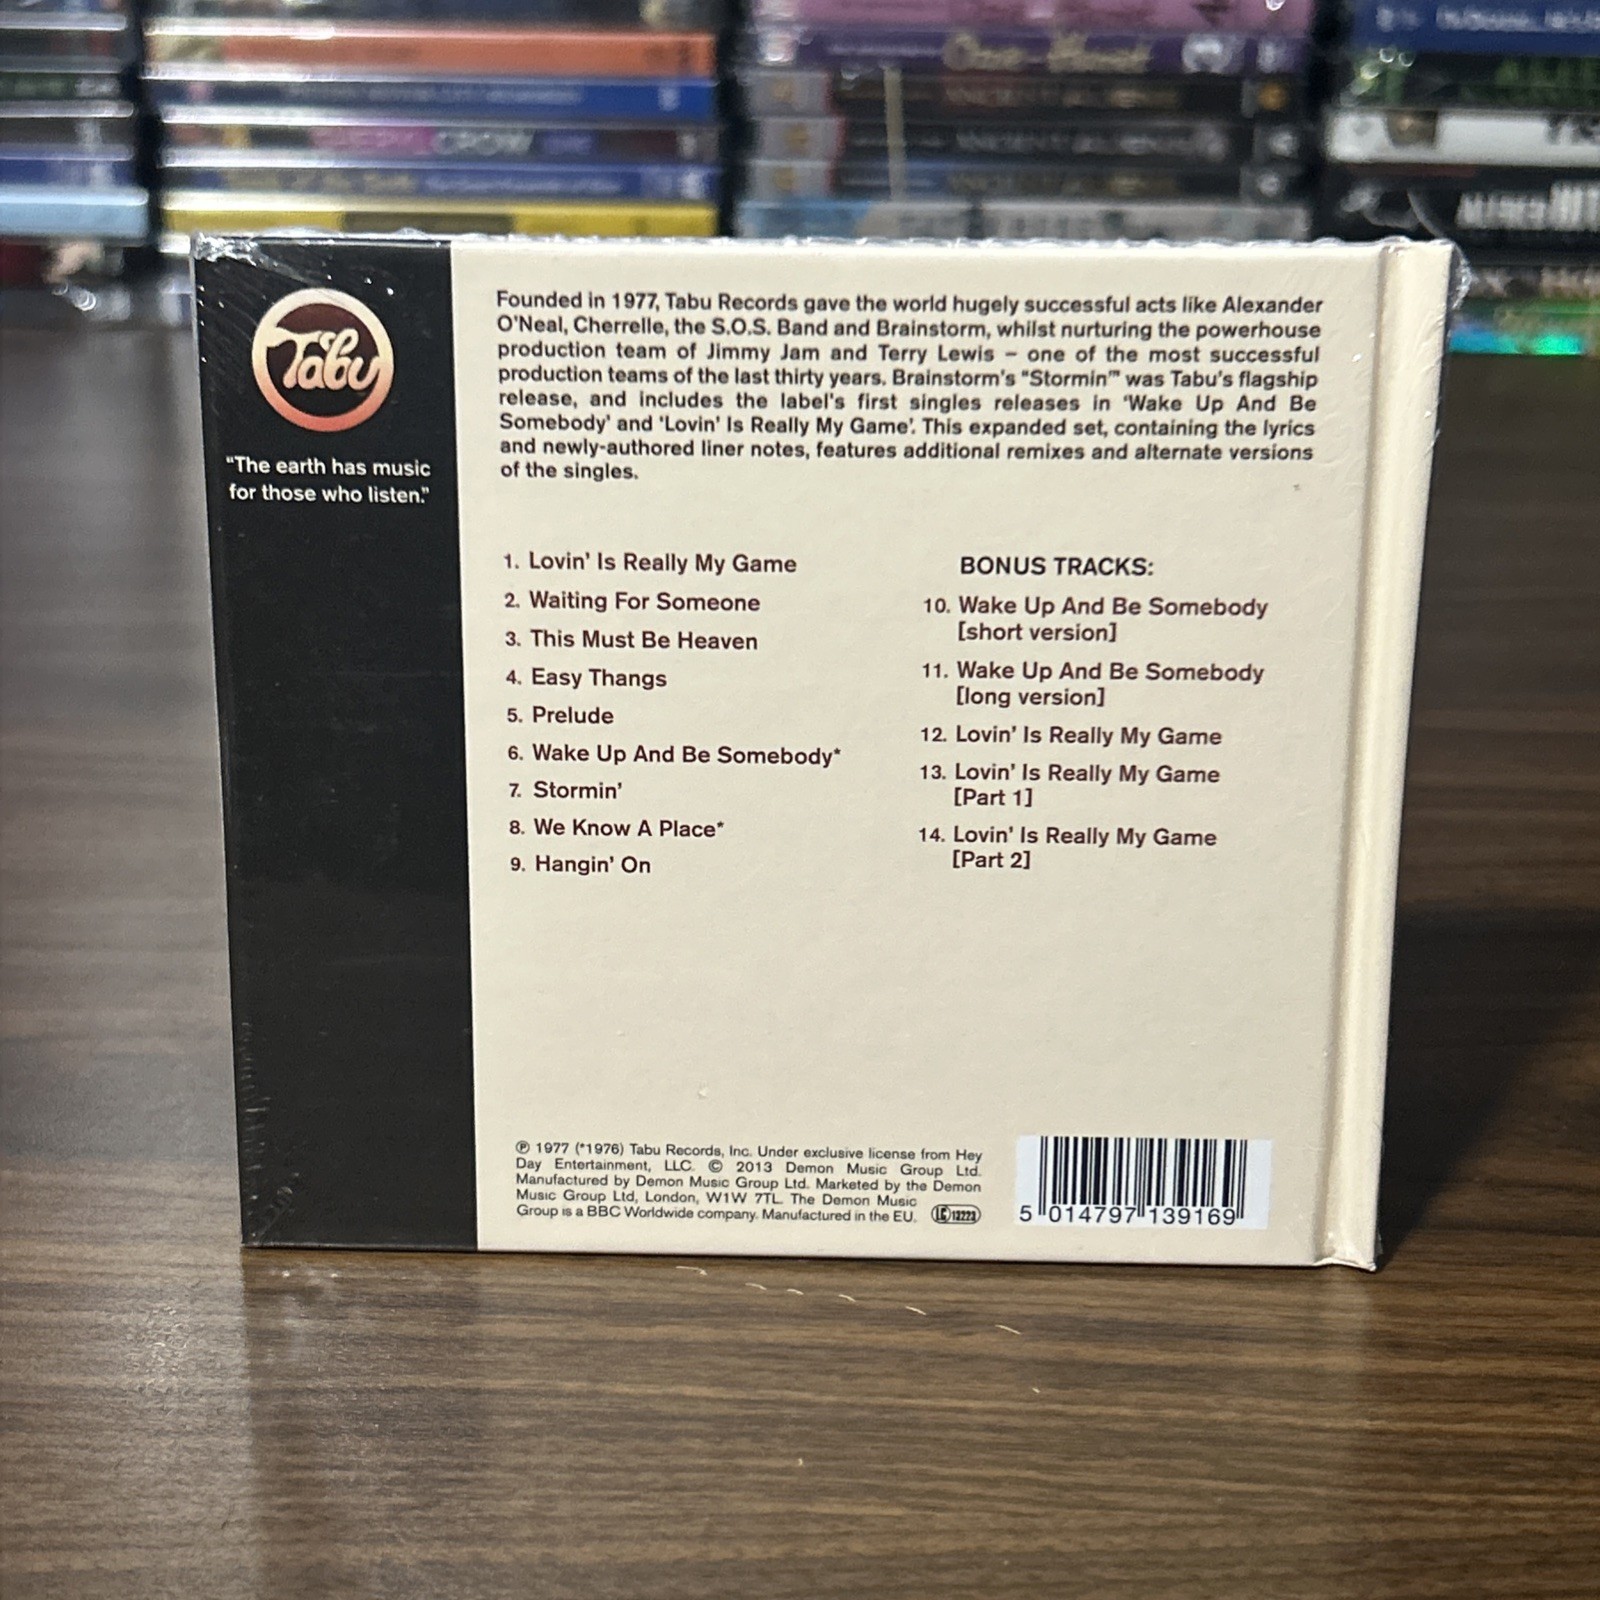 Tabu
"The earth has music
for those who listen."
Founded in 1977, Tabu Records gave the world hugely successful acts like Alexander
O'Neal, Cherrelle, the S.O.S. Band and Brainstorm, whilst nurturing the powerhouse
production team of Jimmy Jam and Terry Lewis – one of the most successful
production teams of the last thirty years. Brainstorm's "Stormin'" was Tabu's flagship
release, and includes the label's first singles releases in 'Wake Up And Be
Somebody' and 'Lovin' Is Really My Game'. This expanded set, containing the lyrics
and newly-authored liner notes, features additional remixes and alternate versions
of the singles.
1. Lovin' Is Really My Game
2. Waiting For Someone
3. This Must Be Heaven
4. Easy Thangs
5. Prelude
6. Wake Up And Be Somebody*
7. Stormin'
8. We Know A Place*
9. Hangin' On
BONUS TRACKS:
10. Wake Up And Be Somebody
[short version]
11. Wake Up And Be Somebody
[long version]
12. Lovin' Is Really My Game
13. Lovin' Is Really My Game
[Part 1]
14. Lovin' Is Really My Game
[Part 2]
℗ 1977 (*1976) Tabu Records, Inc. Under exclusive license from Hey
Day Entertainment, LLC. © 2013 Demon Music Group Ltd.
Manufactured by Demon Music Group Ltd. Marketed by the Demon
Music Group Ltd, London, W1W 7TL. The Demon Music
Group is a BBC Worldwide company. Manufactured in the EU.
LC 13223
5 014797 139169